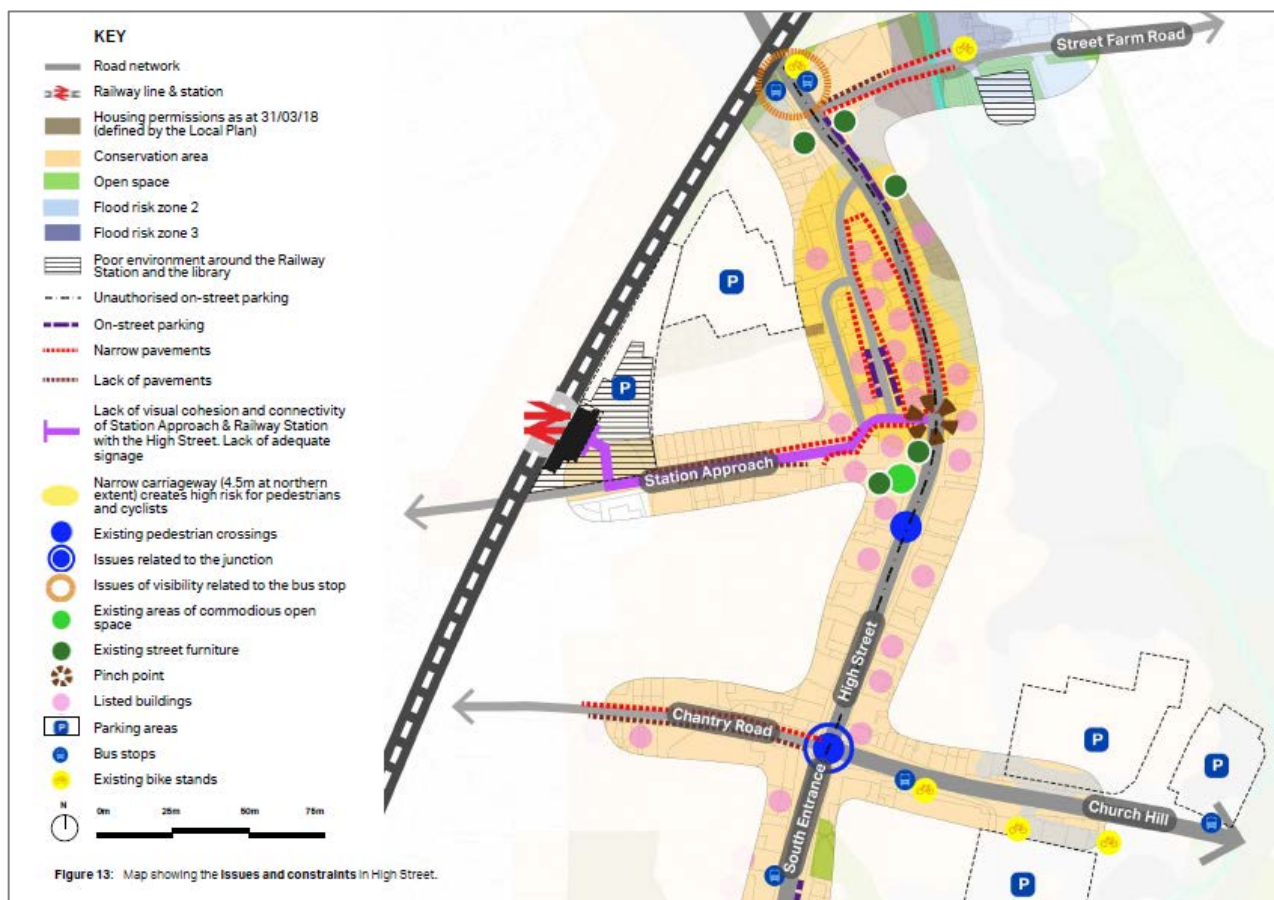 KEY
Road network
Railway line & station
Housing permissions as at 31/03/18
(defined by the Local Plan)
Conservation area
Open space
Flood risk zone 2
Flood risk zone 3
Poor environment around the Railway
Station and the library
Unauthorised on-street parking
On-street parking
Narrow pavements
Lack of pavements
Lack of visual cohesion and connectivity
of Station Approach & Railway Station
with the High Street. Lack of adequate
signage
Narrow carriageway (4.5m at northern
extent) creates high risk for pedestrians
and cyclists
Existing pedestrian crossings
Issues related to the junction
Issues of visibility related to the bus stop
Existing areas of commodious open
space
Existing street furniture
Pinch point
Listed buildings
P
Parking areas
Bus stops
Existing bike stands
N
0m 25m 50m 75m
Figure 13: Map showing the issues and constraints in High Street.
Street Farm Road
P
P
Station Approach
High Street
Chantry Road
South Entrance
Church Hill
P
P
P